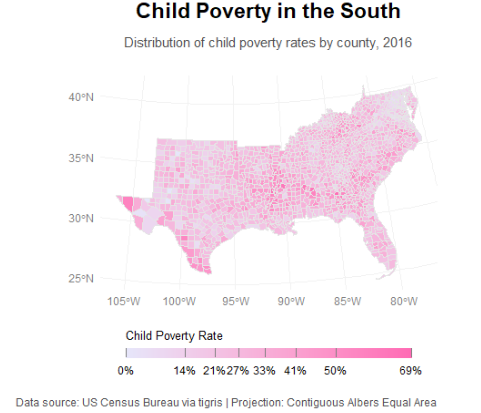 Child Poverty in the South
Distribution of child poverty rates by county, 2016
40°N
35°N
30°N
25°N
105°W 100°W 95°W 90°W 85°W 80°W
Child Poverty Rate
0% 14% 21% 27% 33% 41% 50% 69%
Data source: US Census Bureau via tigris | Projection: Contiguous Albers Equal Area